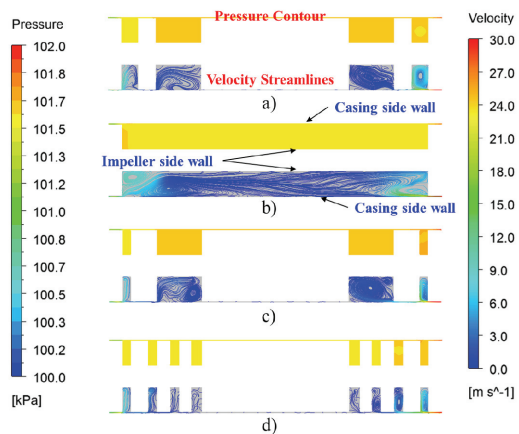 Pressure
102.0
101.8
101.7
101.5
101.3
101.2
101.0
100.8
100.7
100.5
100.3
100.2
100.0
[kPa]
Pressure Contour
Velocity Streamlines
a)
Casing side wall
Impeller side wall
Casing side wall
b)
c)
d)
Velocity
30.0
27.0
24.0
21.0
18.0
15.0
12.0
9.0
6.0
3.0
0.0
[m s^-1]